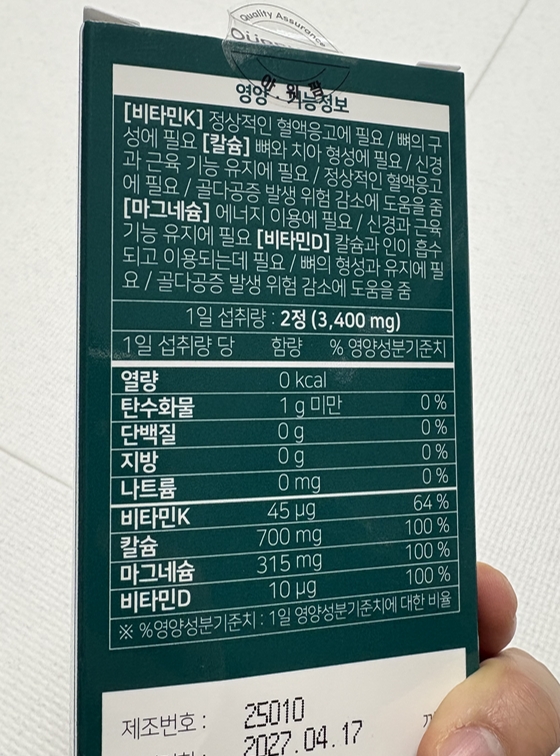 Quality Assurance
영양·기능정보
[비타민K] 정상적인 혈액응고에 필요 / 뼈의 구
성에 필요 [칼슘] 뼈와 치아 형성에 필요 / 신경
과 근육 기능 유지에 필요 / 정상적인 혈액응고
에 필요 / 골다공증 발생 위험 감소에 도움을 줌
[마그네슘] 에너지 이용에 필요 / 신경과 근육
기능 유지에 필요 [비타민D] 칼슘과 인이 흡수
되고 이용되는데 필요 / 뼈의 형성과 유지에 필
요 / 골다공증 발생 위험 감소에 도움을 줌
1일 섭취량 : 2정 (3,400 mg)
1일 섭취량 당 함량 % 영양성분기준치
열량 0 kcal
탄수화물 1 g 미만 0 %
단백질 0 g 0 %
지방 0 g 0 %
나트륨 0 mg 0 %
비타민K 45 µg 64 %
칼슘 700 mg 100 %
마그네슘 315 mg 100 %
비타민D 10 µg 100 %
※ %영양성분기준치 : 1일 영양성분기준치에 대한 비율
제조번호 : 25010
2027.04.17